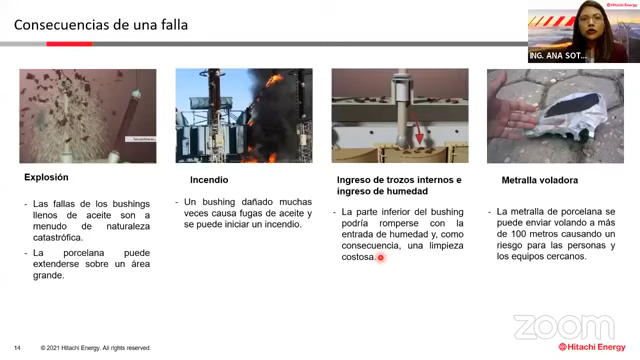 Consecuencias de una falla
Hitachi Energy
ING. ANA SOT...
Explosión
- Las fallas de los bushings
llenos de aceite son a
menudo de naturaleza
catastrófica.
- La porcelana puede
extenderse sobre un área
grande.
Incendio
- Un bushing dañado muchas
veces causa fugas de aceite y
se puede iniciar un incendio.
Ingreso de trozos internos e
ingreso de humedad
- La parte inferior del bushing
podría romperse con la
entrada de humedad y, como
consecuencia, una limpieza
costosa.
Metralla voladora
- La metralla de porcelana se
puede enviar volando a más
de 100 metros causando un
riesgo para las personas y
los equipos cercanos.
zoom
14 © 2021 Hitachi Energy. All rights reserved.
Hitachi Energy